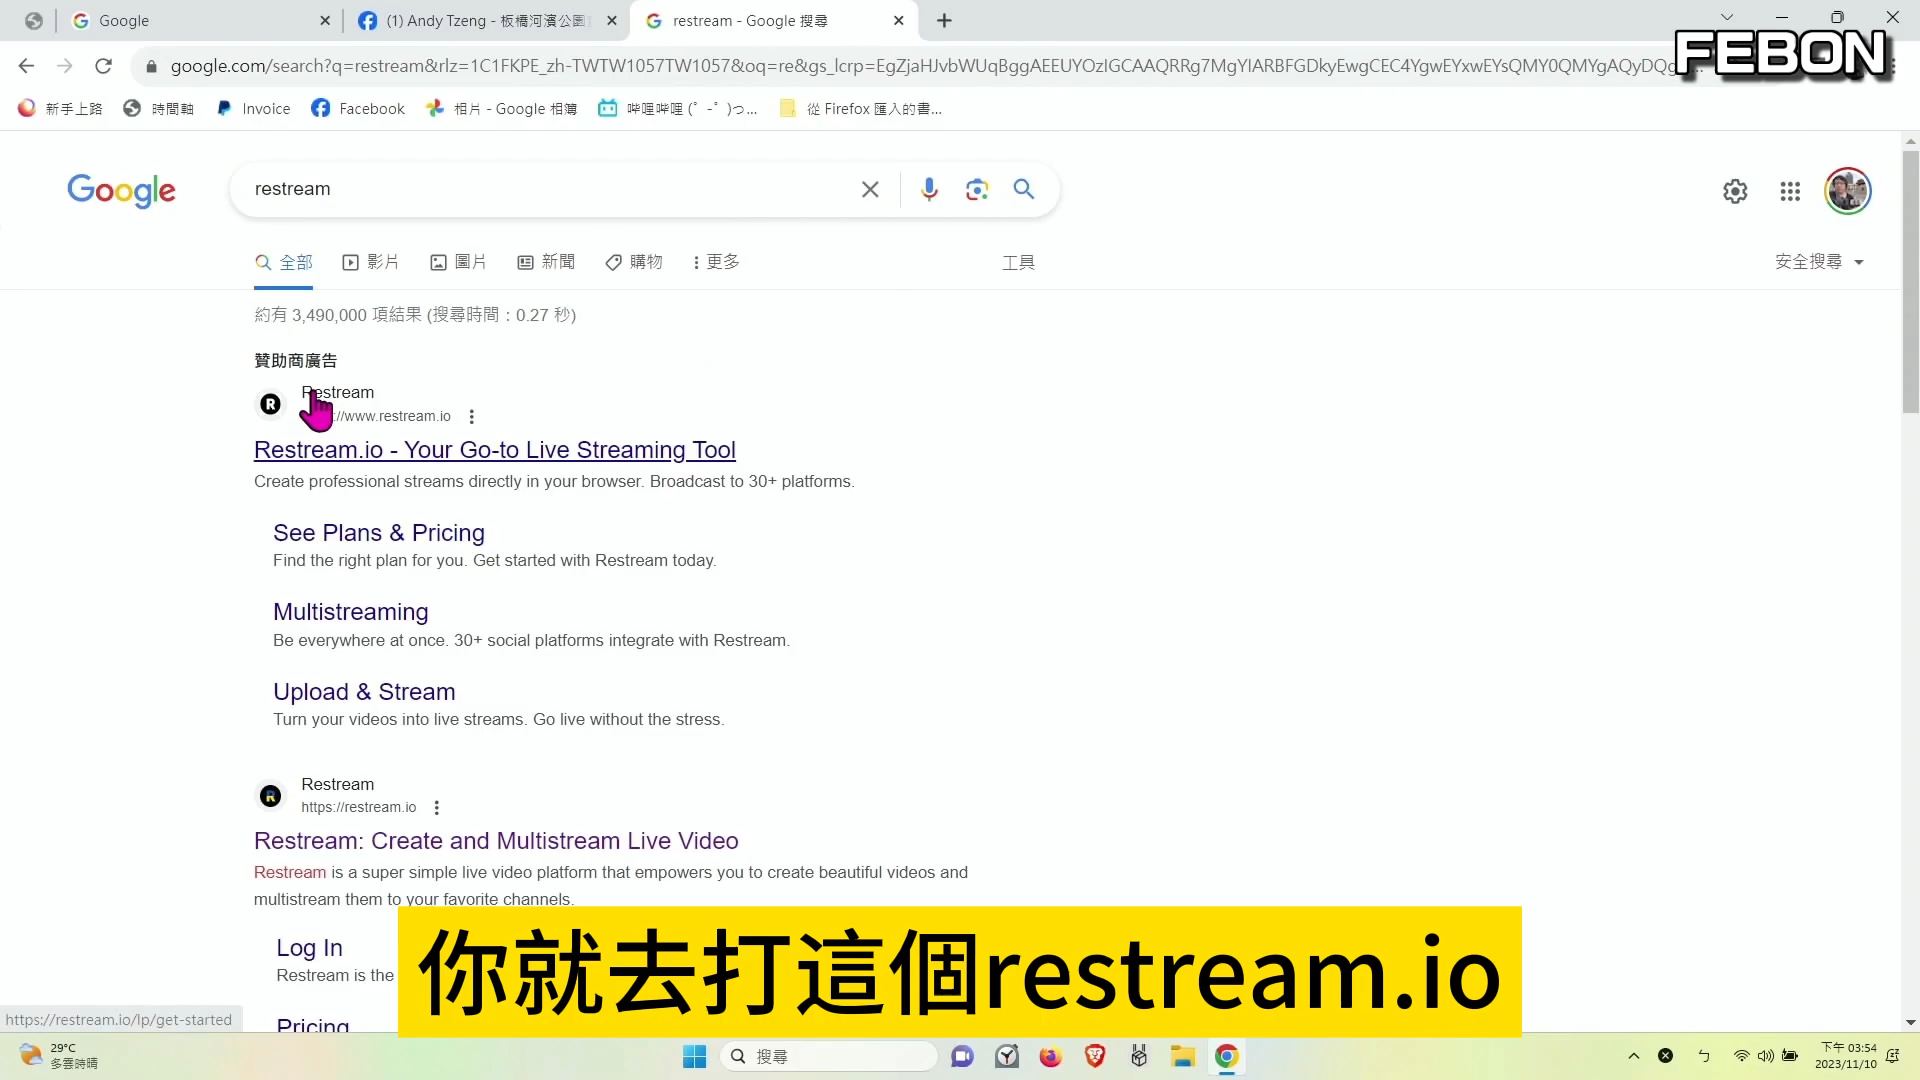 Google
(1) Andy Tzeng - 板橋河濱公園
restream - Google 搜尋
FEBON
google.com/search?q=restream&rlz=1C1FKPE_zh-TWTW1057TW1057&oq=re&gs_lcrp=
新手上路
時間軸
Invoice
Facebook
相片 - Google 相簿
嗶哩嗶哩 (゜-゜)つ...
從 Firefox 匯入的書...
Google
restream
全部
影片
圖片
新聞
購物
更多
工具
安全搜尋
約有 3,490,000 項結果 (搜尋時間：0.27 秒)
贊助商廣告
Restream
://www.restream.io
Restream.io - Your Go-to Live Streaming Tool
Create professional streams directly in your browser. Broadcast to 30+ platforms.
See Plans & Pricing
Find the right plan for you. Get started with Restream today.
Multistreaming
Be everywhere at once. 30+ social platforms integrate with Restream.
Upload & Stream
Turn your videos into live streams. Go live without the stress.
Restream
https://restream.io
Restream: Create and Multistream Live Video
Restream is a super simple live video platform that empowers you to create beautiful videos and
multistream them to your favorite channels.
Log In
Restream is the
Pricing
你就去打這個restream.io
https://restream.io/lp/get-started
29°C
多雲時晴
搜尋
ㄅ
下午 03:54
2023/11/10